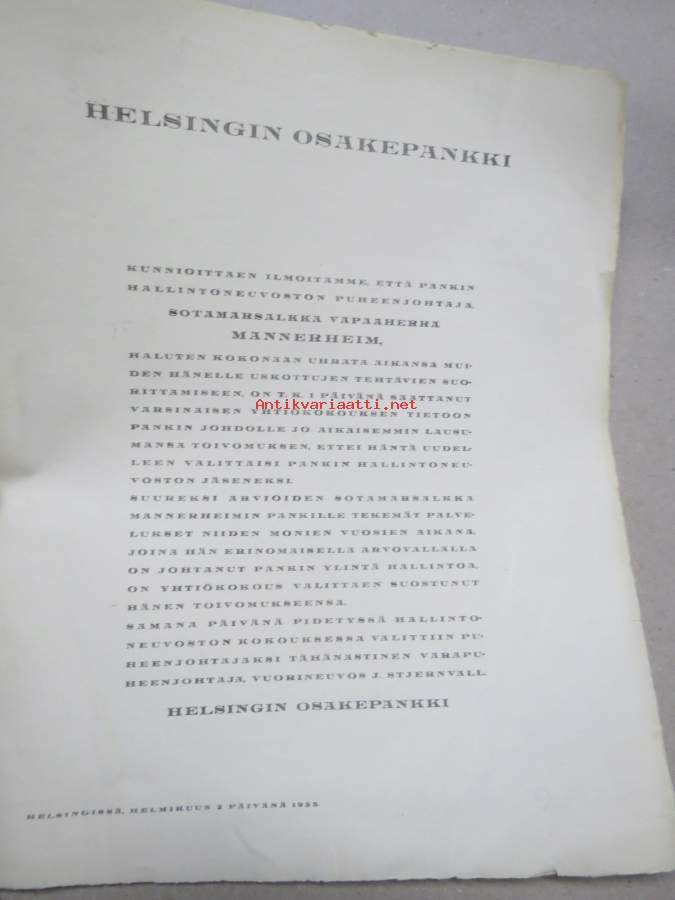 HELSINGIN OSAKEPANKKI
KUNNIOITTAEN ILMOITAMME, ETTÄ PANKIN
HALLINTONEUVOSTON PUHEENJOHTAJA,
SOTAMARSALKKA VAPAAHERRA
MANNERHEIM,
HALUTEN KOKONAAN UHRATA AIKANSA MUI-
DEN HÄNELLE USKOTTUJEN TEHTÄVIEN SUO-
RITTAMISEEN, ON T.K. 1 PÄIVÄNÄ SAATTANUT
Antikvariaatti.net
VARSINAISEN YHTIÖKOKOUKSEN TIETOON
PANKIN JOHDOLLE JO AIKAISEMMIN LAUSU-
MANSA TOIVOMUKSEN, ETTEI HÄNTÄ UUDEL-
LEEN VALITTAISI PANKIN HALLINTONEU-
VOSTON JÄSENEKSI.
SUUREKSI ARVIOIDEN SOTAMARSALKKA
MANNERHEIMIN PANKILLE TEKEMÄT PALVE-
LUKSET NIIDEN MONIEN VUOSIEN AIKANA,
JOINA HÄN ERINOMAISELLA ARVOVALLALLA
ON JOHTANUT PANKIN YLINTÄ HALLINTOA,
ON YHTIÖKOKOUS VALITTAEN SUOSTUNUT
HÄNEN TOIVOMUKSEENSA.
SAMANA PÄIVÄNÄ PIDETYSSÄ HALLINTO-
NEUVOSTON KOKOUKSESSA VALITTIIN PU-
HEENJOHTAJAKSI TÄHÄNASTINEN VARAPU-
HEENJOHTAJA, VUORINEUVOS J. STJERNVALL.
HELSINGIN OSAKEPANKKI
HELSINGISSÄ, HELMIKUUN 2 PÄIVÄNÄ